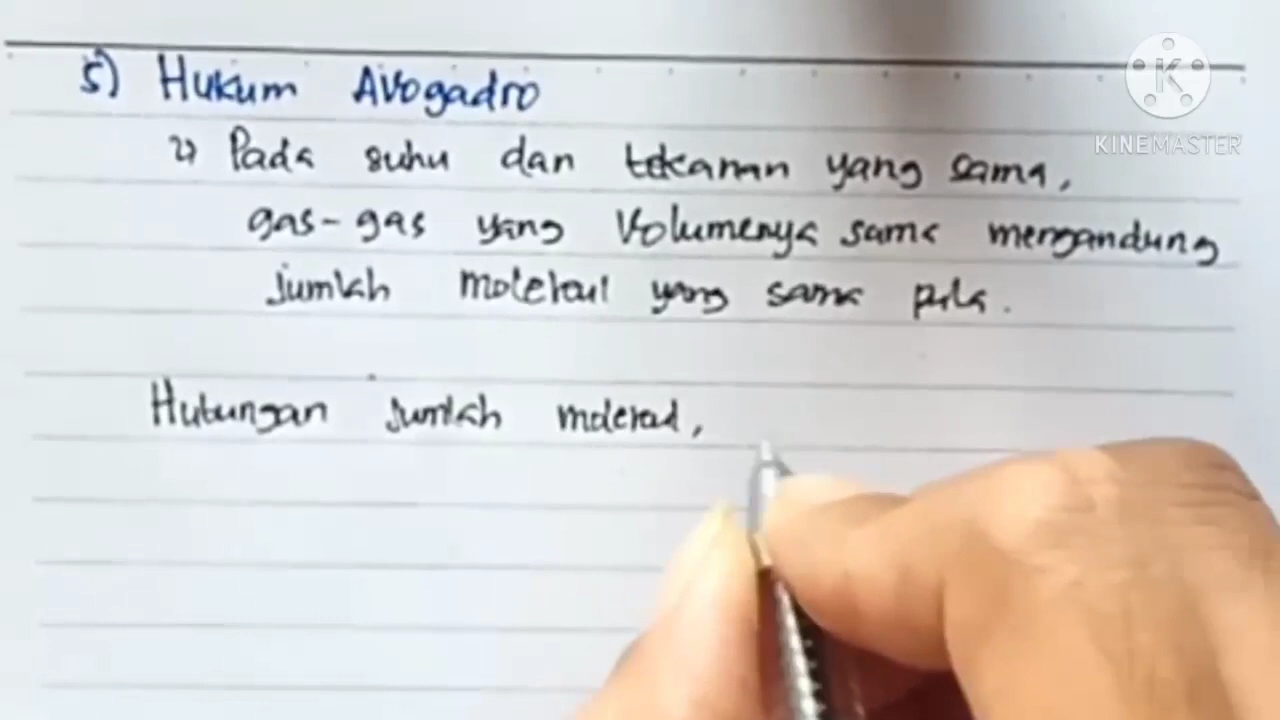 5) Hukum Avogadro
Pada suhu dan tekanan yang sama,
gas-gas yang Volumenya sama mengandung
jumlah molekul yang sama pula.
Hubungan jumlah molekul,
K
KINEMASTER